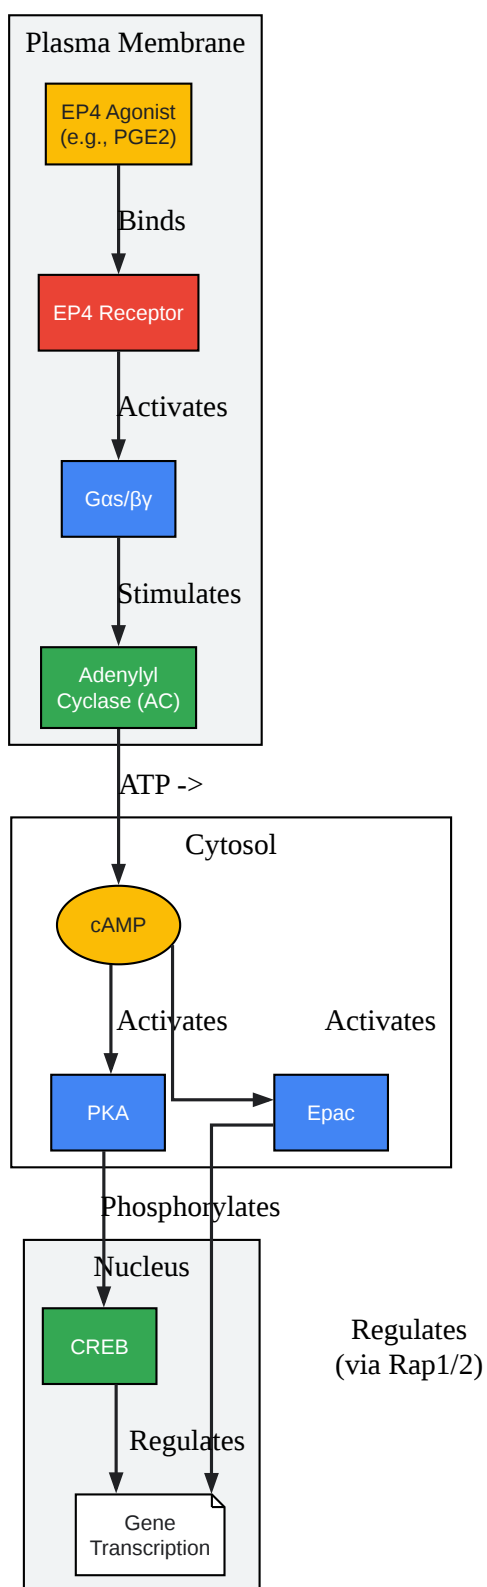 Plasma Membrane
EP4 Agonist
(e.g., PGE2)
Binds
EP4 Receptor
Activates
Gαs/βγ
Stimulates
Adenylyl
Cyclase (AC)
ATP ->
Cytosol
cAMP
Activates
Activates
PKA
Epac
Phosphorylates
Nucleus
CREB
Regulates
(via Rap1/2)
Regulates
Gene
Transcription